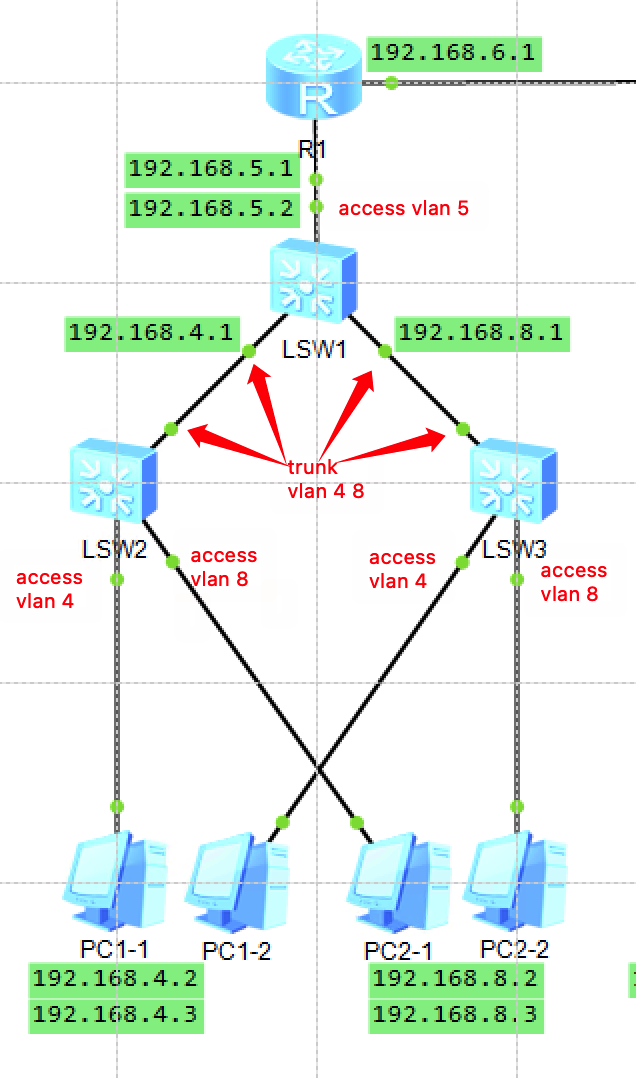 192.168.6.1
R
R1
192.168.5.1
192.168.5.2
access vlan 5
192.168.4.1
192.168.8.1
LSW1
trunk
vlan 4 8
LSW2
LSW3
access
vlan 4
access
vlan 8
access
vlan 4
access
vlan 8
PC1-1
PC1-2
PC2-1
PC2-2
192.168.4.2
192.168.4.3
192.168.8.2
192.168.8.3